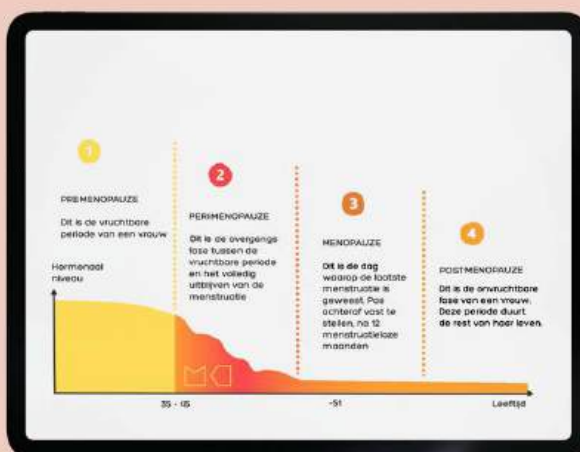 1
PREMENOPAUZE
Dit is de vruchtbare
periode van een vrouw
2
PERIMENOPAUZE
Dit is de overgangs
fase tussen de
vruchtbare periode
en het volledig
uitblijven van de
menstruatie
3
MENOPAUZE
Dit is de dag
waarop de laatste
menstruatie is
geweest. Pas
achteraf vast te
stellen, na 12
menstruatieloze
maanden
4
POSTMENOPAUZE
Dit is de onvruchtbare
fase van een vrouw.
Deze periode duurt
de rest van haar leven.
Hormonaal
niveau
35 - 45
~51
Leeftijd